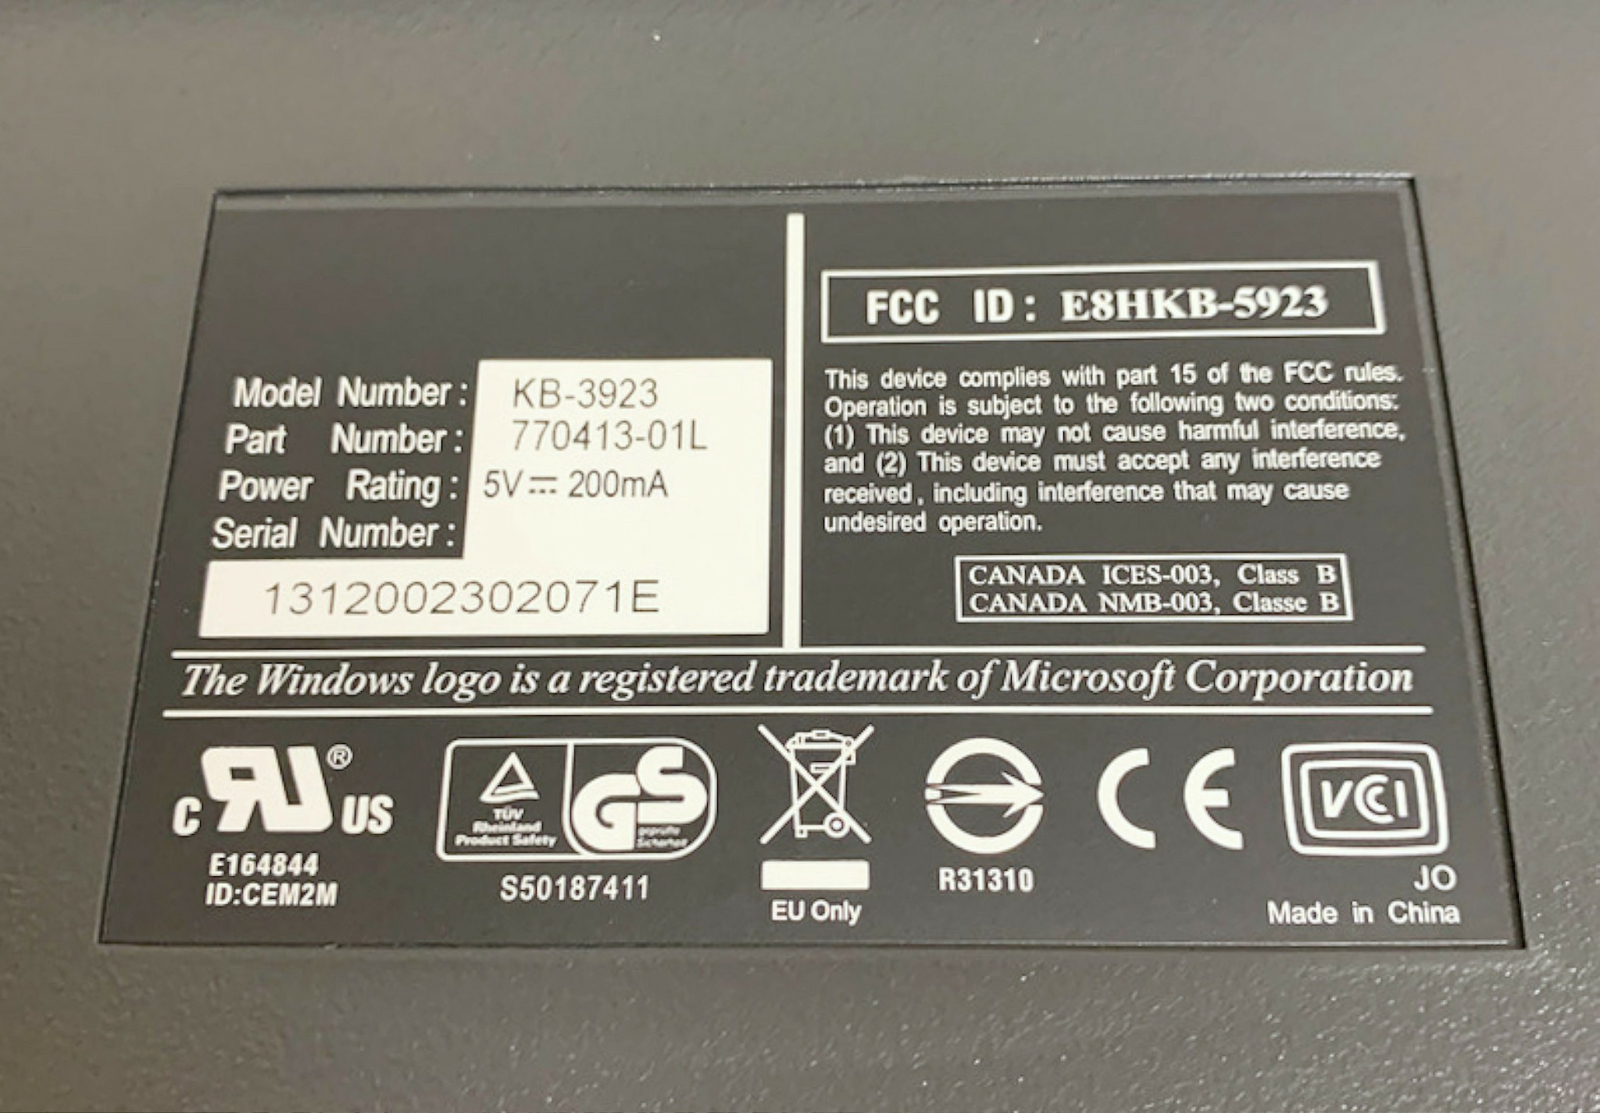 Model Number: KB-3923
Part Number: 770413-01L
Power Rating: 5V⎓ 200mA
Serial Number:
1312002302071E
FCC ID: E8HKB-5923
This device complies with part 15 of the FCC rules.
Operation is subject to the following two conditions:
(1) This device may not cause harmful interference,
and (2) This device must accept any interference
received, including interference that may cause
undesired operation.
CANADA ICES-003, Class B
CANADA NMB-003, Classe B
The Windows logo is a registered trademark of Microsoft Corporation
C RU ® US
E164844
ID:CEM2M
TÜV
Rheinland
Product Safety
GS
geprüfte
Sicherheit
S50187411
EU Only
R31310
CE
VCI
JO
Made in China